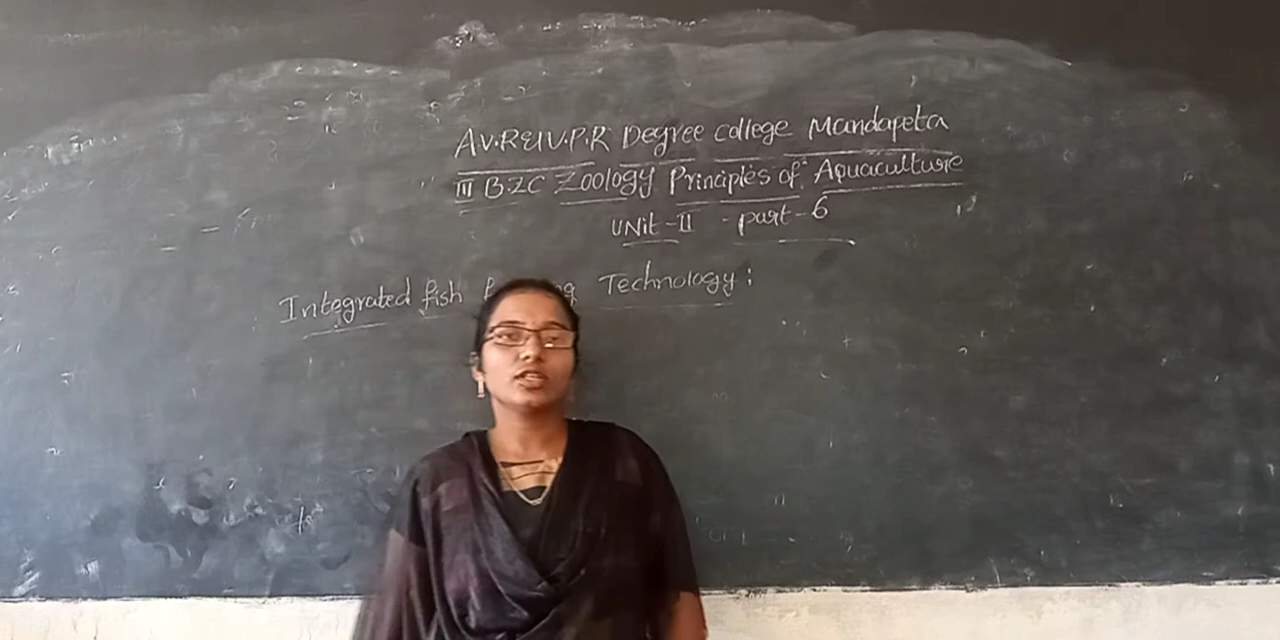 A.V.R&I.V.P.R Degree college Mandapeta
III B.Z.C Zoology Principles of Aquaculture
UNit-II - part-6
Integrated fish Technology: